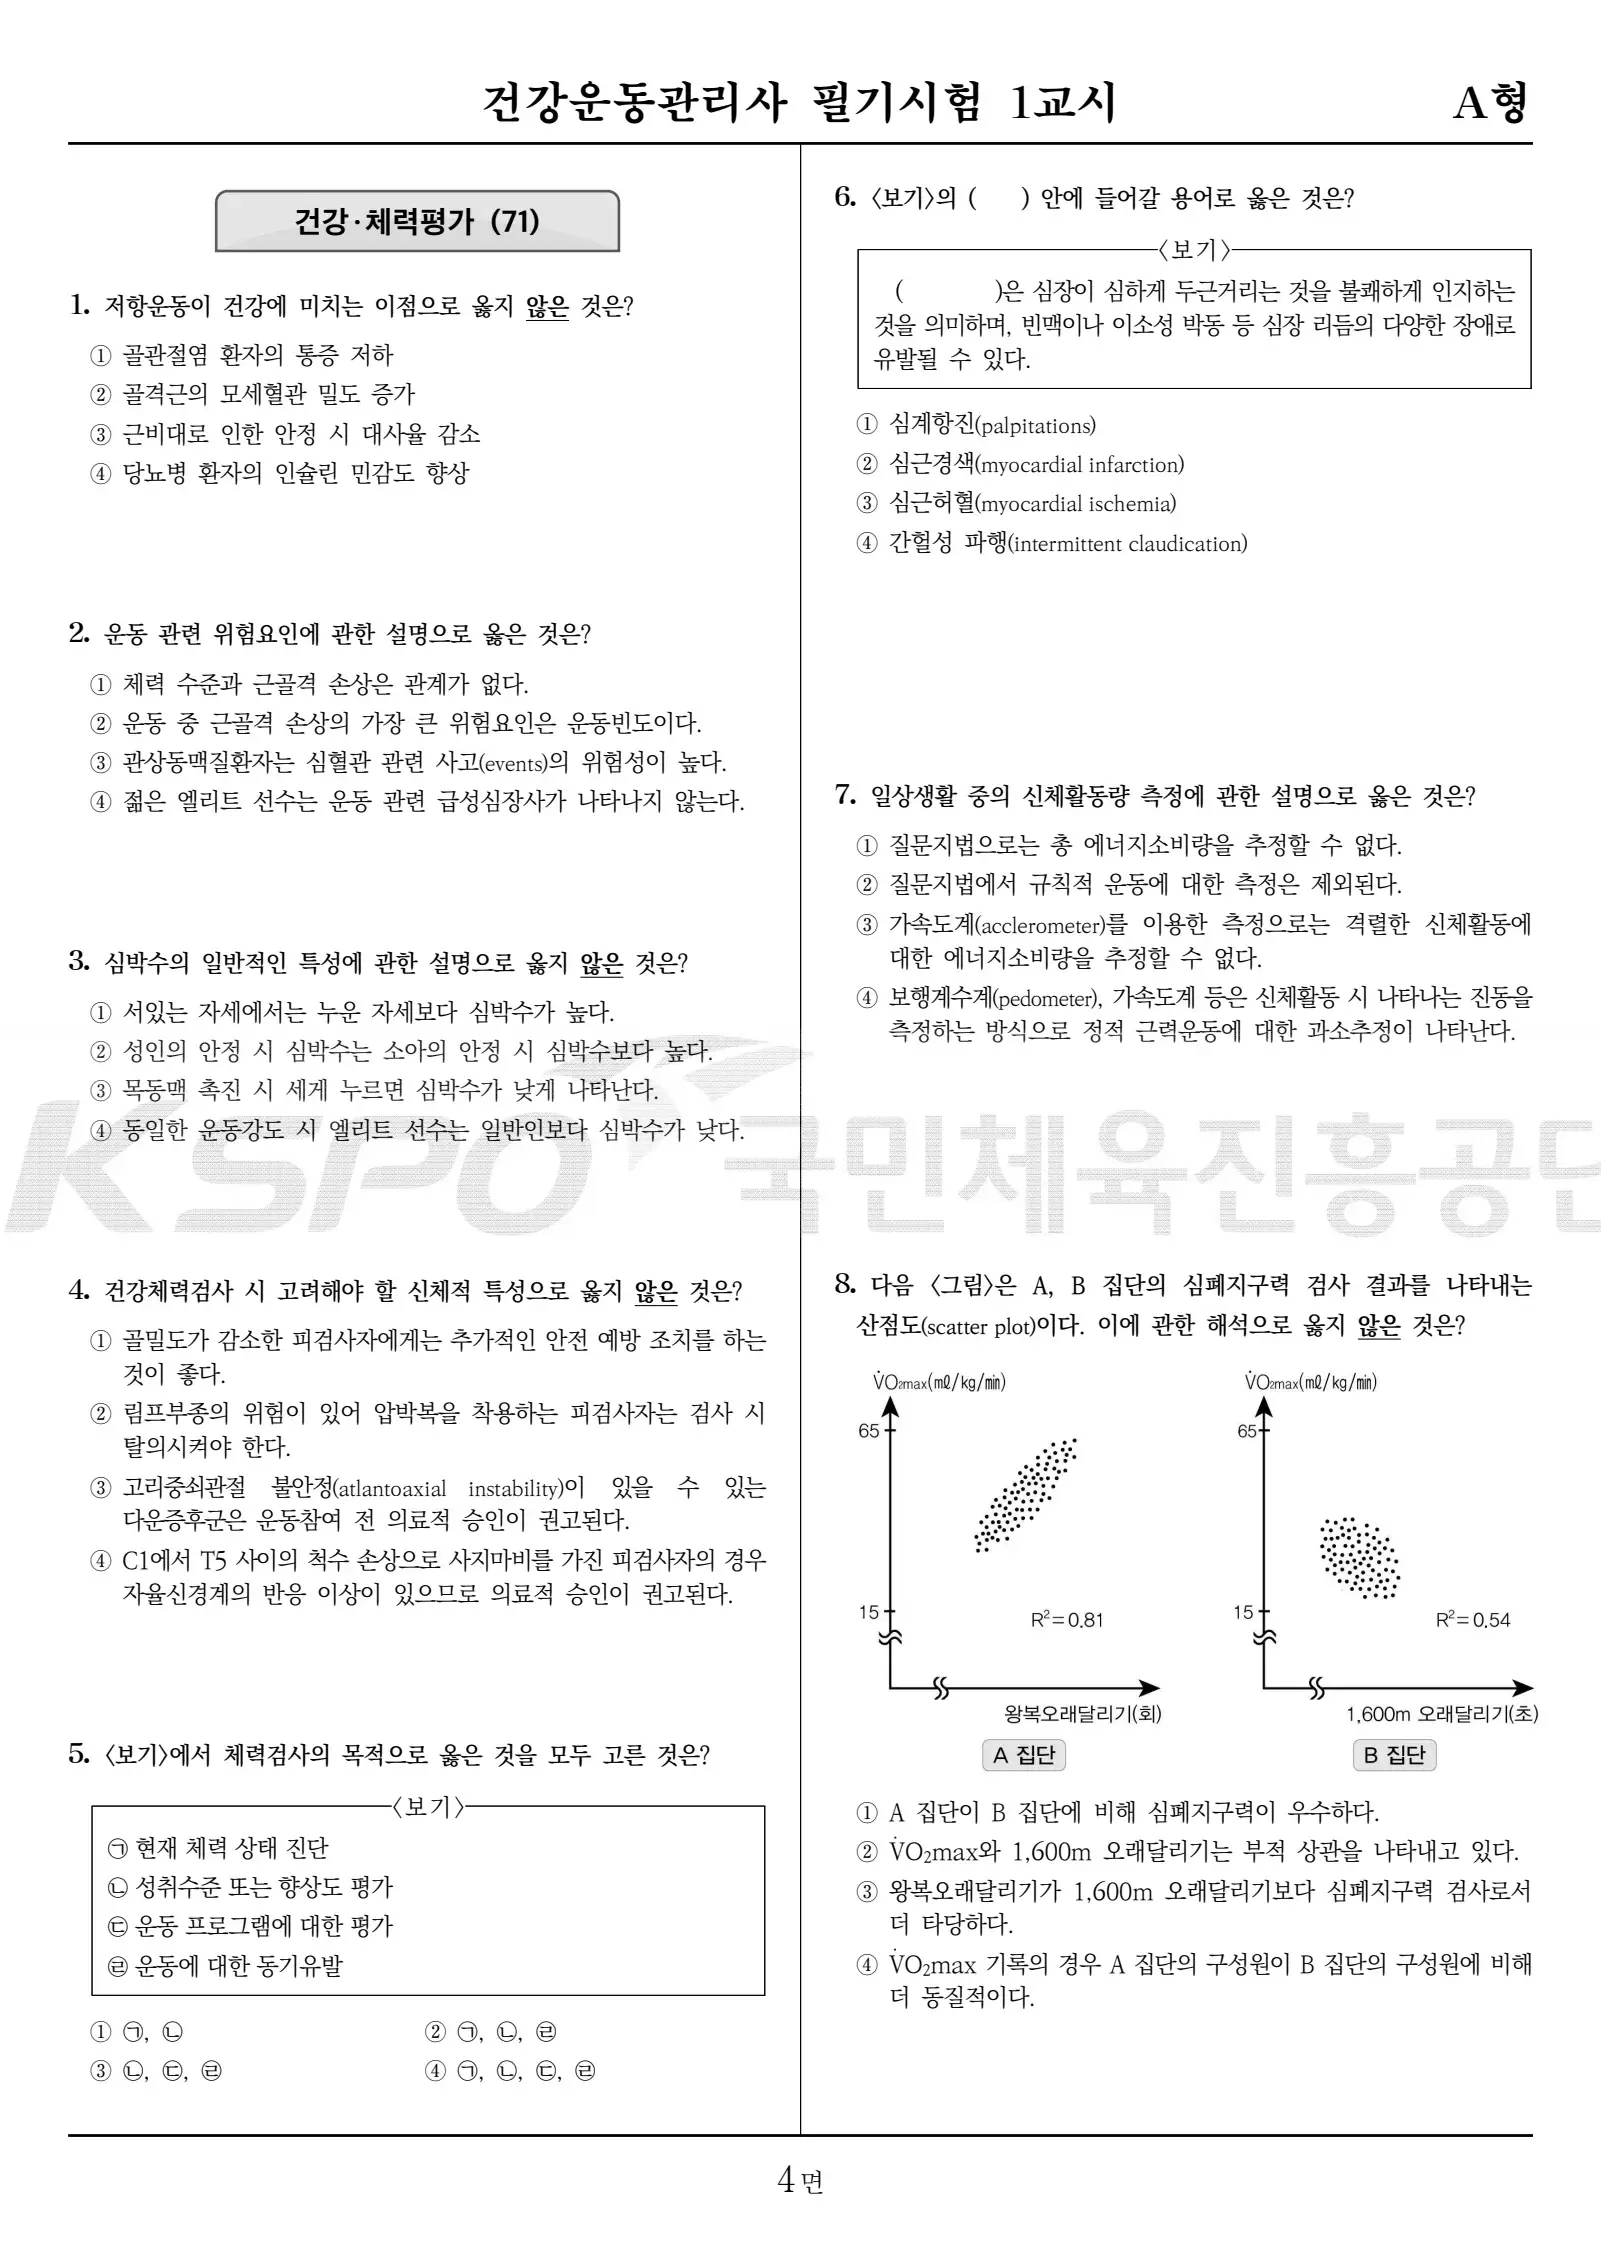 건강운동관리사 필기시험 1교시
A형
건강·체력평가 (71)
1. 저항운동이 건강에 미치는 이점으로 옳지 않은 것은?
① 골관절염 환자의 통증 저하
② 골격근의 모세혈관 밀도 증가
③ 근비대로 인한 안정 시 대사율 감소
④ 당뇨병 환자의 인슐린 민감도 향상
2. 운동 관련 위험요인에 관한 설명으로 옳은 것은?
① 체력 수준과 근골격 손상은 관계가 없다.
② 운동 중 근골격 손상의 가장 큰 위험요인은 운동빈도이다.
③ 관상동맥질환자는 심혈관 관련 사고(events)의 위험성이 높다.
④ 젊은 엘리트 선수는 운동 관련 급성심장사가 나타나지 않는다.
3. 심박수의 일반적인 특성에 관한 설명으로 옳지 않은 것은?
① 서있는 자세에서는 누운 자세보다 심박수가 높다.
② 성인의 안정 시 심박수는 소아의 안정 시 심박수보다 높다.
③ 목동맥 촉진 시 세게 누르면 심박수가 낮게 나타난다.
④ 동일한 운동강도 시 엘리트 선수는 일반인보다 심박수가 낮다.
4. 건강체력검사 시 고려해야 할 신체적 특성으로 옳지 않은 것은?
① 골밀도가 감소한 피검사자에게는 추가적인 안전 예방 조치를 하는
것이 좋다.
② 림프부종의 위험이 있어 압박복을 착용하는 피검사자는 검사 시
탈의시켜야 한다.
③ 고리중쇠관절 불안정(atlantoaxial instability)이 있을 수 있는
다운증후군은 운동참여 전 의료적 승인이 권고된다.
④ C1에서 T5 사이의 척수 손상으로 사지마비를 가진 피검사자의 경우
자율신경계의 반응 이상이 있으므로 의료적 승인이 권고된다.
5. 〈보기〉에서 체력검사의 목적으로 옳은 것을 모두 고른 것은?
〈보기〉
㉠ 현재 체력 상태 진단
㉡ 성취수준 또는 향상도 평가
㉢ 운동 프로그램에 대한 평가
㉣ 운동에 대한 동기유발
① ㉠, ㉡
② ㉠, ㉡, ㉣
③ ㉡, ㉢, ㉣
④ ㉠, ㉡, ㉢, ㉣
6. 〈보기〉의 (    ) 안에 들어갈 용어로 옳은 것은?
〈보기〉
(        )은 심장이 심하게 두근거리는 것을 불쾌하게 인지하는
것을 의미하며, 빈맥이나 이소성 박동 등 심장 리듬의 다양한 장애로
유발될 수 있다.
① 심계항진(palpitations)
② 심근경색(myocardial infarction)
③ 심근허혈(myocardial ischemia)
④ 간헐성 파행(intermittent claudication)
7. 일상생활 중의 신체활동량 측정에 관한 설명으로 옳은 것은?
① 질문지법으로는 총 에너지소비량을 추정할 수 없다.
② 질문지법에서 규칙적 운동에 대한 측정은 제외된다.
③ 가속도계(acclerometer)를 이용한 측정으로는 격렬한 신체활동에
대한 에너지소비량을 추정할 수 없다.
④ 보행계수계(pedometer), 가속도계 등은 신체활동 시 나타나는 진동을
측정하는 방식으로 정적 근력운동에 대한 과소추정이 나타난다.
KSPO 국민체육진흥공단
8. 다음 〈그림〉은 A, B 집단의 심폐지구력 검사 결과를 나타내는
산점도(scatter plot)이다. 이에 관한 해석으로 옳지 않은 것은?
V̇O₂max(㎖/kg/min)
65
15
R²=0.81
왕복오래달리기(회)
A 집단
V̇O₂max(㎖/kg/min)
65
15
R²=0.54
1,600m 오래달리기(초)
B 집단
① A 집단이 B 집단에 비해 심폐지구력이 우수하다.
② V̇O₂max와 1,600m 오래달리기는 부적 상관을 나타내고 있다.
③ 왕복오래달리기가 1,600m 오래달리기보다 심폐지구력 검사로서
더 타당하다.
④ V̇O₂max 기록의 경우 A 집단의 구성원이 B 집단의 구성원에 비해
더 동질적이다.
4면